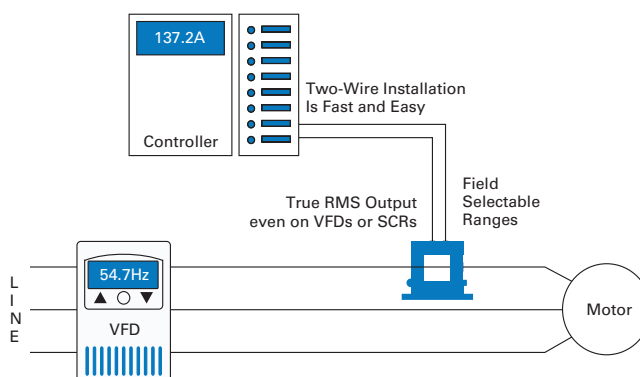 137.2A
Controller
Two-Wire Installation
Is Fast and Easy
True RMS Output
even on VFDs or SCRs
Field
Selectable
Ranges
LINE
54.7Hz
VFD
Motor